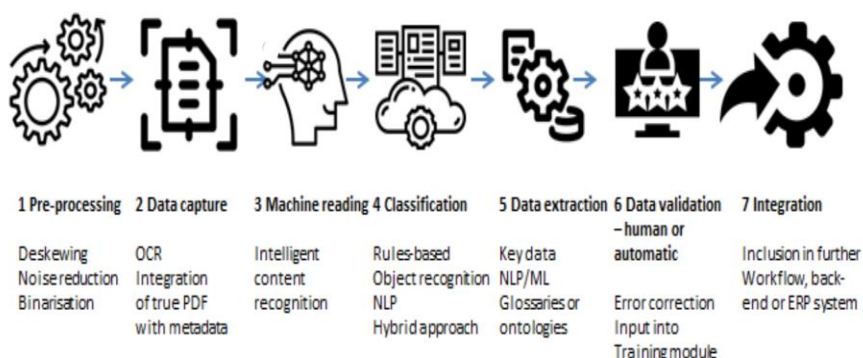 1 Pre-processing
Deskewing
Noise reduction
Binarisation
2 Data capture
OCR
Integration
of true PDF
with metadata
3 Machine reading
Intelligent
content
recognition
4 Classification
Rules-based
Object recognition
NLP
Hybrid approach
5 Data extraction
Key data
NLP/ML
Glossaries or
ontologies
6 Data validation
– human or
automatic
Error correction
Input into
Training module
7 Integration
Inclusion in further
Workflow, back-
end or ERP system